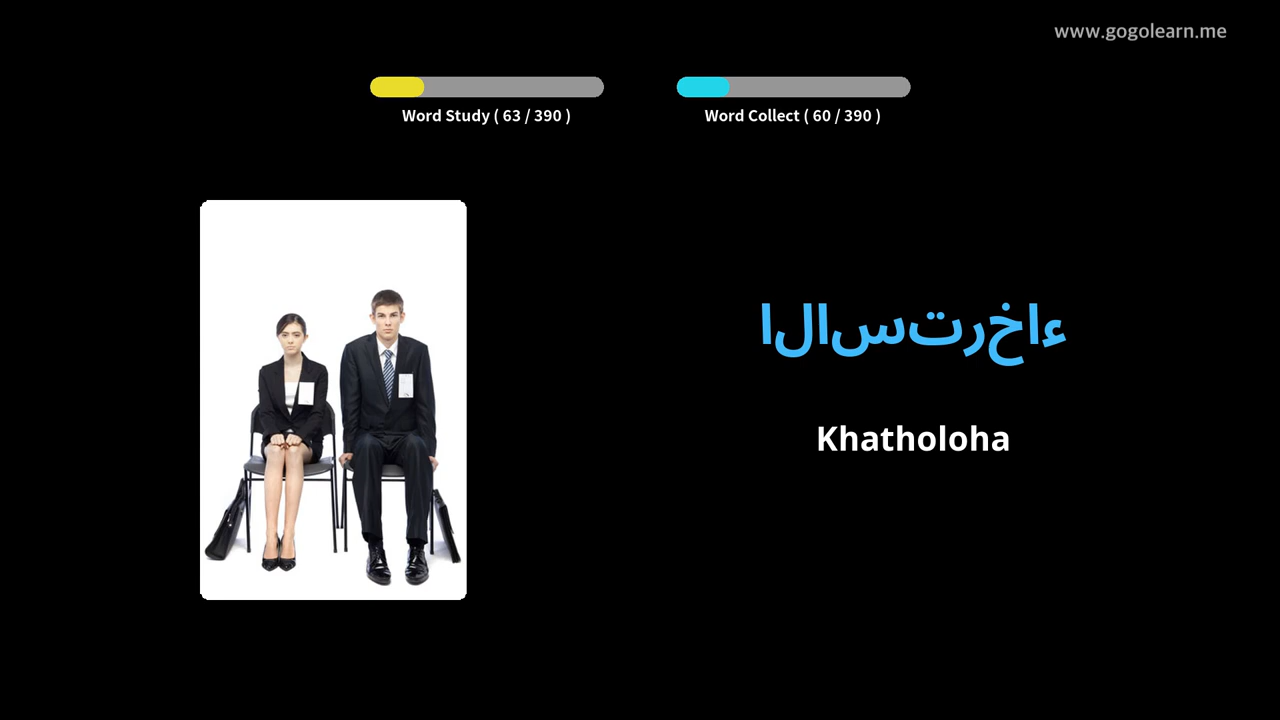 www.gogolearn.me
Word Study ( 63 / 390 )
Word Collect ( 60 / 390 )
الاسترخاء
Khatholoha